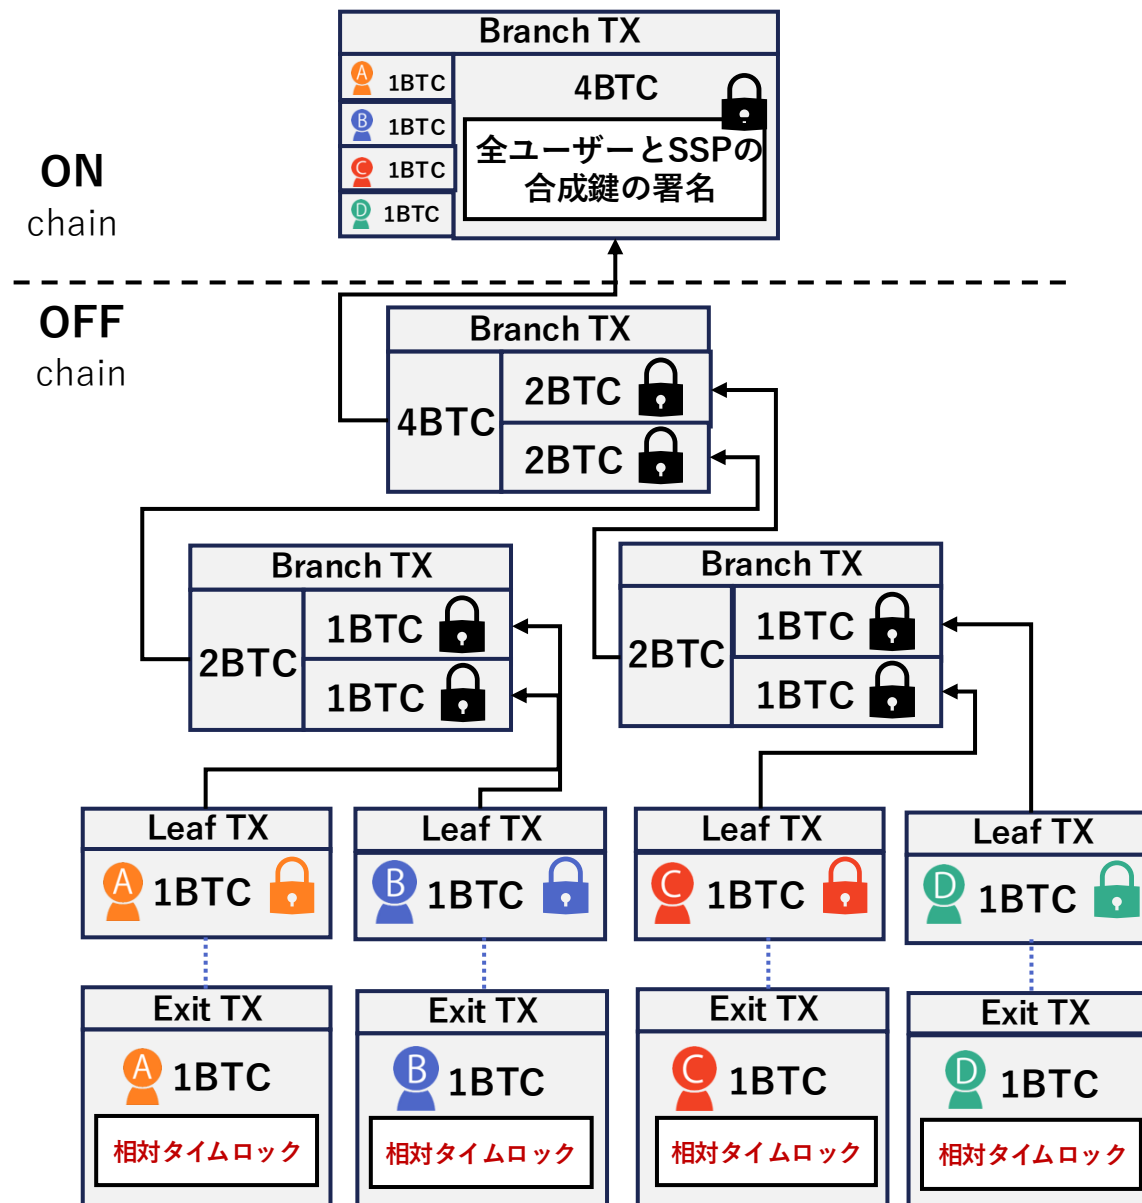 Branch TX
A 1BTC
B 1BTC
C 1BTC
D 1BTC
4BTC
全ユーザーとSSPの
合成鍵の署名
ON
chain
OFF
chain
Branch TX
4BTC
2BTC
2BTC
Branch TX
2BTC
1BTC
1BTC
Branch TX
2BTC
1BTC
1BTC
Leaf TX
A 1BTC
Leaf TX
B 1BTC
Leaf TX
C 1BTC
Leaf TX
D 1BTC
Exit TX
A 1BTC
相対タイムロック
Exit TX
B 1BTC
相対タイムロック
Exit TX
C 1BTC
相対タイムロック
Exit TX
D 1BTC
相対タイムロック